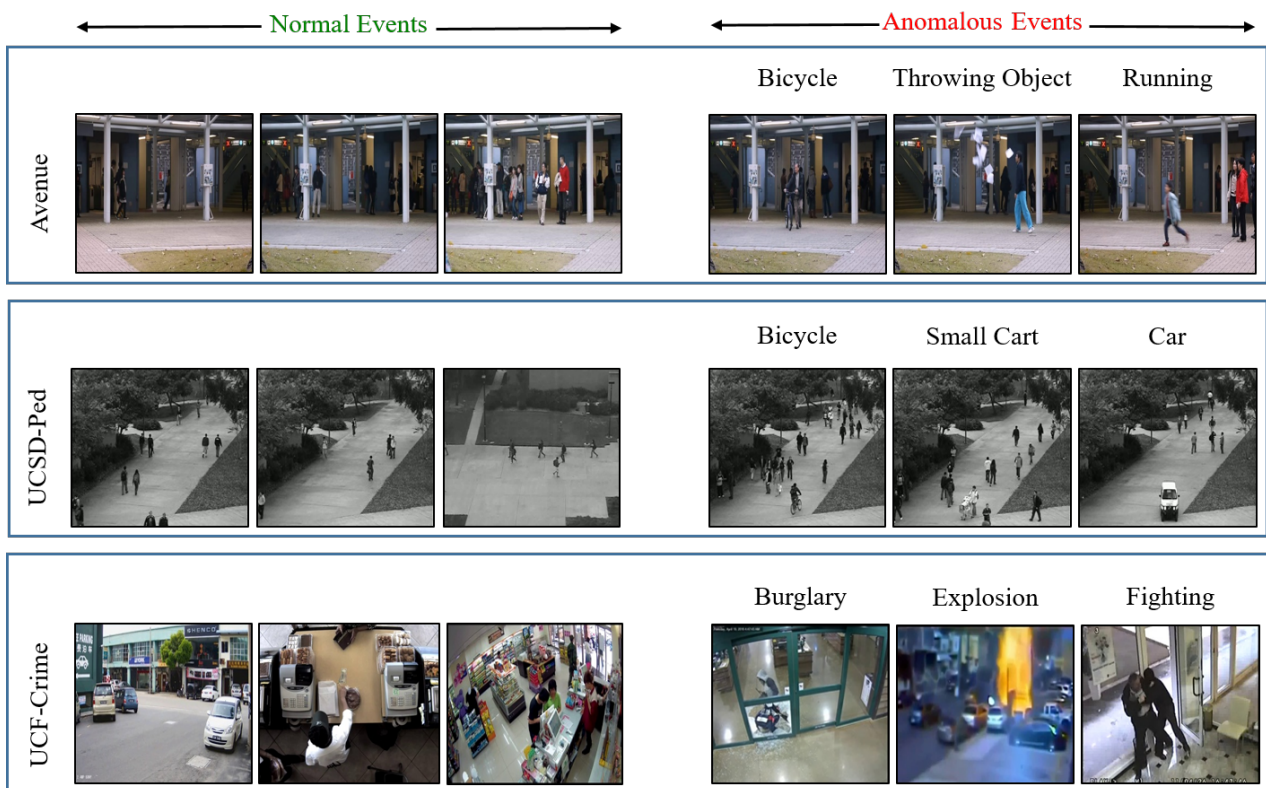 Normal Events
Anomalous Events
Avenue
Bicycle
Throwing Object
Running
UCSD-Ped
Bicycle
Small Cart
Car
UCF-Crime
Burglary
Explosion
Fighting
SHENCO